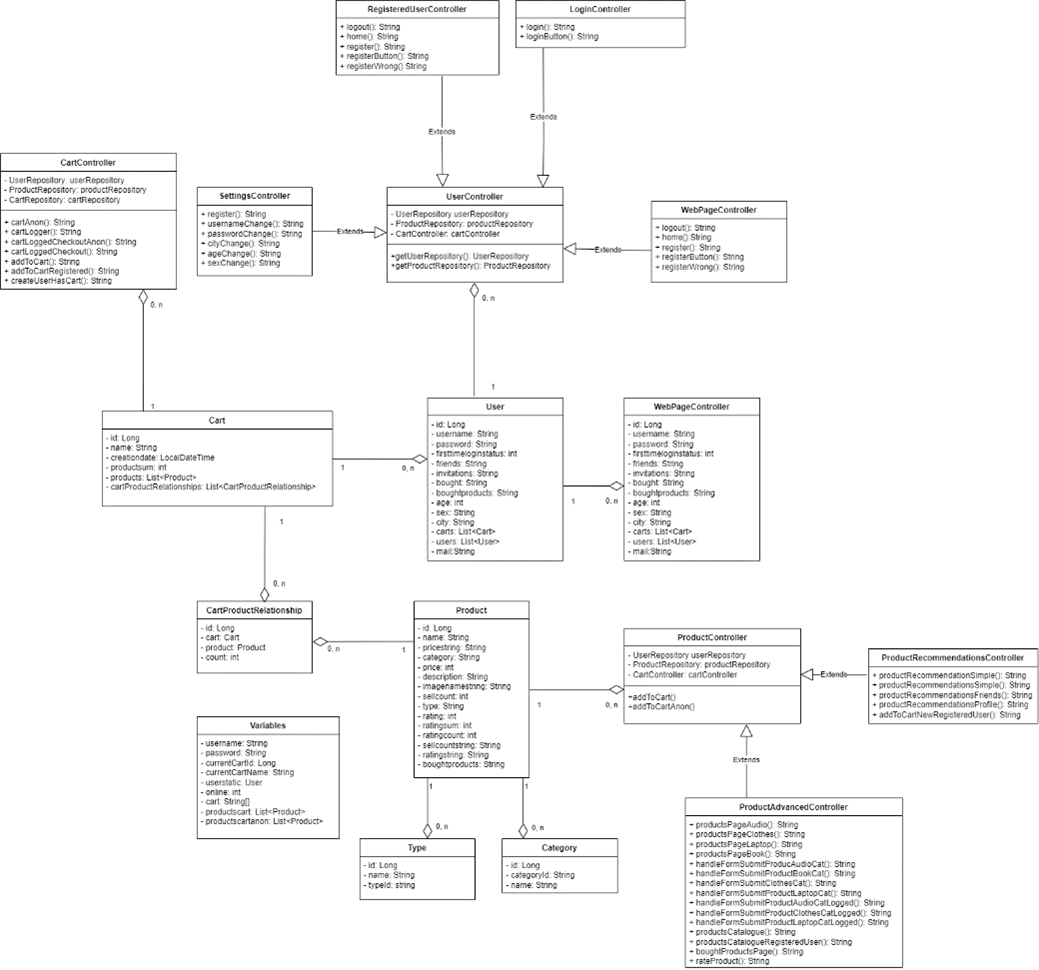 RegisteredUserController
+ logout(): String
+ home(): String
+ register(): String
+ registerButton(): String
+ registerWrong() String
LoginController
+ login(): String
+ loginButton(): String
Extends
Extends
CartController
- UserRepository: userRepository
- ProductRepository: productRepository
- CartRepository: cartRepository
+ cartAnon(): String
+ cartLogger(): String
+ cartLoggedCheckoutAnon(): String
+ cartLoggedCheckout(): String
+ addToCart(): String
+ addToCartRegistered(): String
+ createUserHasCart(): String
SettingsController
+ register(): String
+ usernameChange(): String
+ passwordChange(): String
+ cityChange(): String
+ ageChange(): String
+ sexChange(): String
Extends
UserController
- UserRepository userRepository
- ProductRepository: productRepository
- CartController: cartController
+getUserRepository(): UserRepository
+getProductRepository(): ProductRepository
Extends
WebPageController
+ logout(): String
+ home(): String
+ register(): String
+ registerButton(): String
+ registerWrong(): String
0, n
1
0, n
1
Cart
- id: Long
- name: String
- creationdate: LocalDateTime
- productsum: int
- products: List<Product>
- cartProductRelationships: List<CartProductRelationship>
1
0, n
User
- id: Long
- username: String
- password: String
- firsttimeloginstatus: int
- friends: String
- invitations: String
- bought: String
- boughtproducts: String
- age: int
- sex: String
- city: String
- carts: List<Cart>
- users: List<User>
- mail:String
1
0, n
WebPageController
- id: Long
- username: String
- password: String
- firsttimeloginstatus: int
- friends: String
- invitations: String
- bought: String
- boughtproducts: String
- age: int
- sex: String
- city: String
- carts: List<Cart>
- users: List<User>
- mail:String
1
0, n
CartProductRelationship
- id: Long
- cart: Cart
- product: Product
- count: int
0, n
1
Product
- id: Long
- name: String
- pricestring: String
- category: String
- price: int
- description: String
- imagenamestring: String
- sellcount: int
- type: String
- rating: int
- ratingsum: int
- ratingcount: int
- sellcountstring: String
- ratingstring: String
- boughtproducts: String
1
0, n
ProductController
- UserRepository userRepository
- ProductRepository: productRepository
- CartController: cartController
+addToCart()
+addToCartAnon()
Extends
ProductRecommendationsController
+ productRecommendationSimple(): String
+ productRecommendationsSimple(): String
+ productRecommendationsFriends(): String
+ productRecommendationsProfile(): String
+ addToCartNewRegisteredUser(): String
Variables
- username: String
- password: String
- currentCartId: Long
- currentCartName: String
- userstatic: User
- online: int
- cart: String[]
- productscart: List<Product>
- productscartanon: List<Product>
1
0, n
1
0, n
Type
- id: Long
- name: String
- typeId: string
Category
- id: Long
- categoryId: String
- name: String
Extends
ProductAdvancedController
+ productsPageAudio(): String
+ productsPageClothes(): String
+ productsPageLaptop(): String
+ productsPageBook(): String
+ handleFormSubmitProducAudioCat(): String
+ handleFormSubmitProductBookCat(): String
+ handleFormSubmitClothesCat(): String
+ handleFormSubmitProductLaptopCat(): String
+ handleFormSubmitProductAudioCatLogged(): String
+ handleFormSubmitProductClothesCatLogged(): String
+ handleFormSubmitProductLaptopCatLogged(): String
+ productsCatalogue(): String
+ productsCatalogueRegisteredUser(): String
+ boughtProductsPage(): String
+ rateProduct(): String